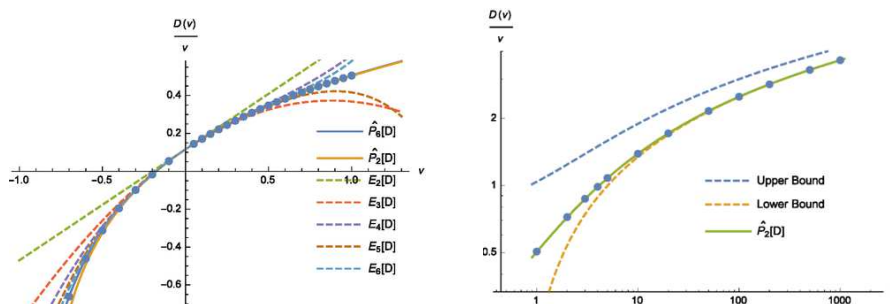 D(v)
v
0.4
0.2
-1.0
-0.5
0.5
1.0
v
-0.2
-0.4
-0.6
P̂₆[D]
P̂₂[D]
E₂[D]
E₃[D]
E₄[D]
E₅[D]
E₆[D]
D(v)
v
2
1
0.5
Upper Bound
Lower Bound
P̂₂[D]
1
10
100
1000